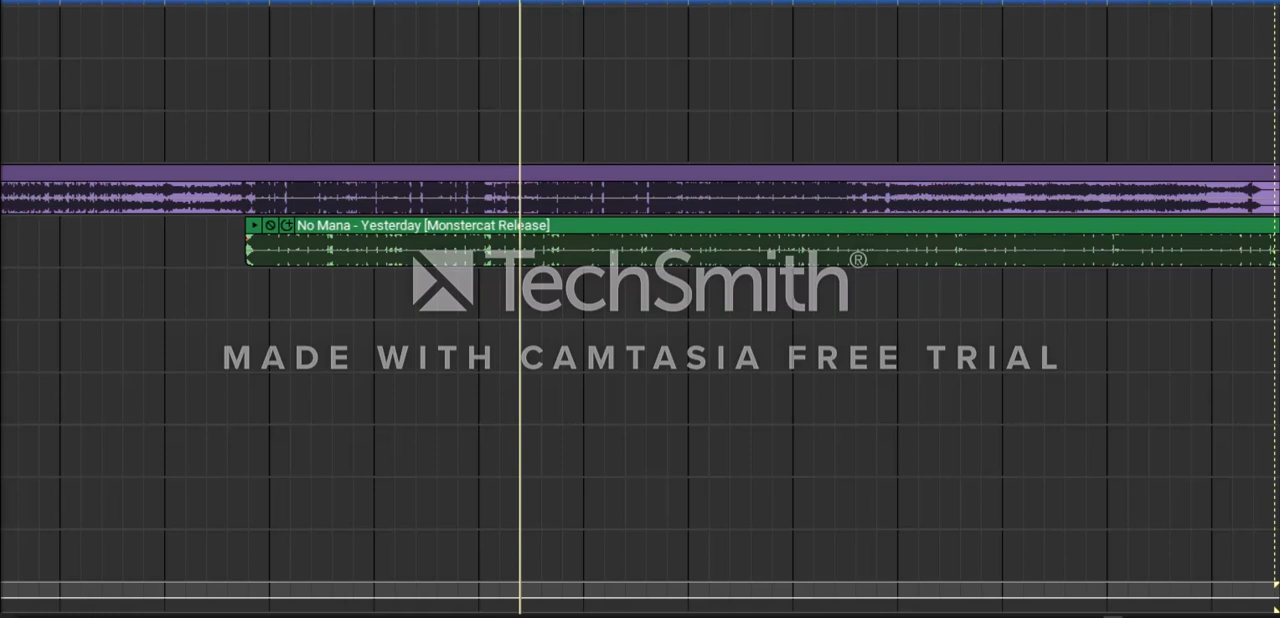 No Mana - Yesterday [Monstercat Release]
TechSmith®
MADE WITH CAMTASIA FREE TRIAL